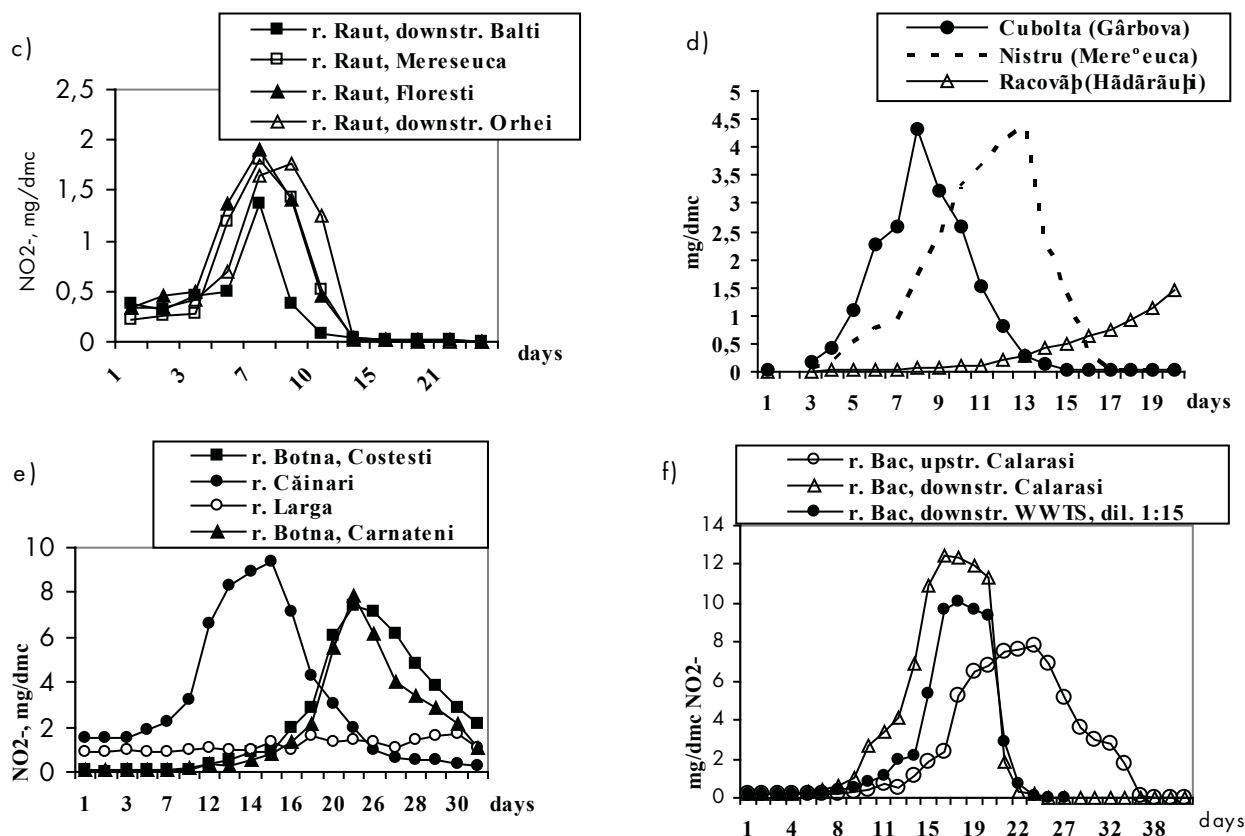 c)
r. Raut, downstr. Balti
r. Raut, Mereseuca
r. Raut, Floresti
r. Raut, downstr. Orhei
NO2-, mg/dmc
2,5
2
1,5
1
0,5
0
1 3 7 10 15 21
days
d)
Cubolta (Gârbova)
Nistru (Mereºeuca)
Racovãþ (Hãdãrãuþi)
mg/dmc
5
4,5
4
3,5
3
2,5
2
1,5
1
0,5
0
1 3 5 7 9 11 13 15 17 19 days
e)
r. Botna, Costesti
r. Căinari
r. Larga
r. Botna, Carnateni
NO2-, mg/dmc
10
8
6
4
2
0
1 3 7 12 14 16 20 26 28 30 days
f)
r. Bac, upstr. Calarasi
r. Bac, downstr. Calarasi
r. Bac, downstr. WWTS, dil. 1:15
mg/dmc NO2-
14
12
10
8
6
4
2
0
1 4 8 11 15 19 22 27 32 38 days